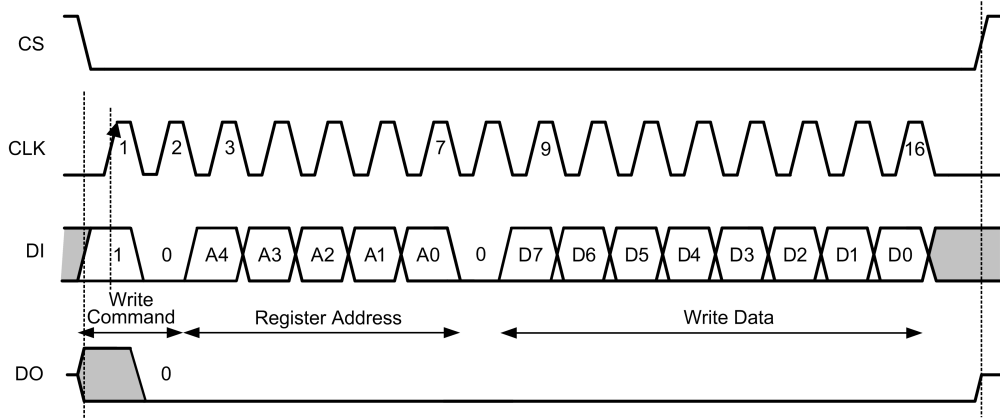 CS
CLK 1 2 3 7 9 16
DI 1 0 A4 A3 A2 A1 A0 0 D7 D6 D5 D4 D3 D2 D1 D0
Write
Command Register Address Write Data
DO 0